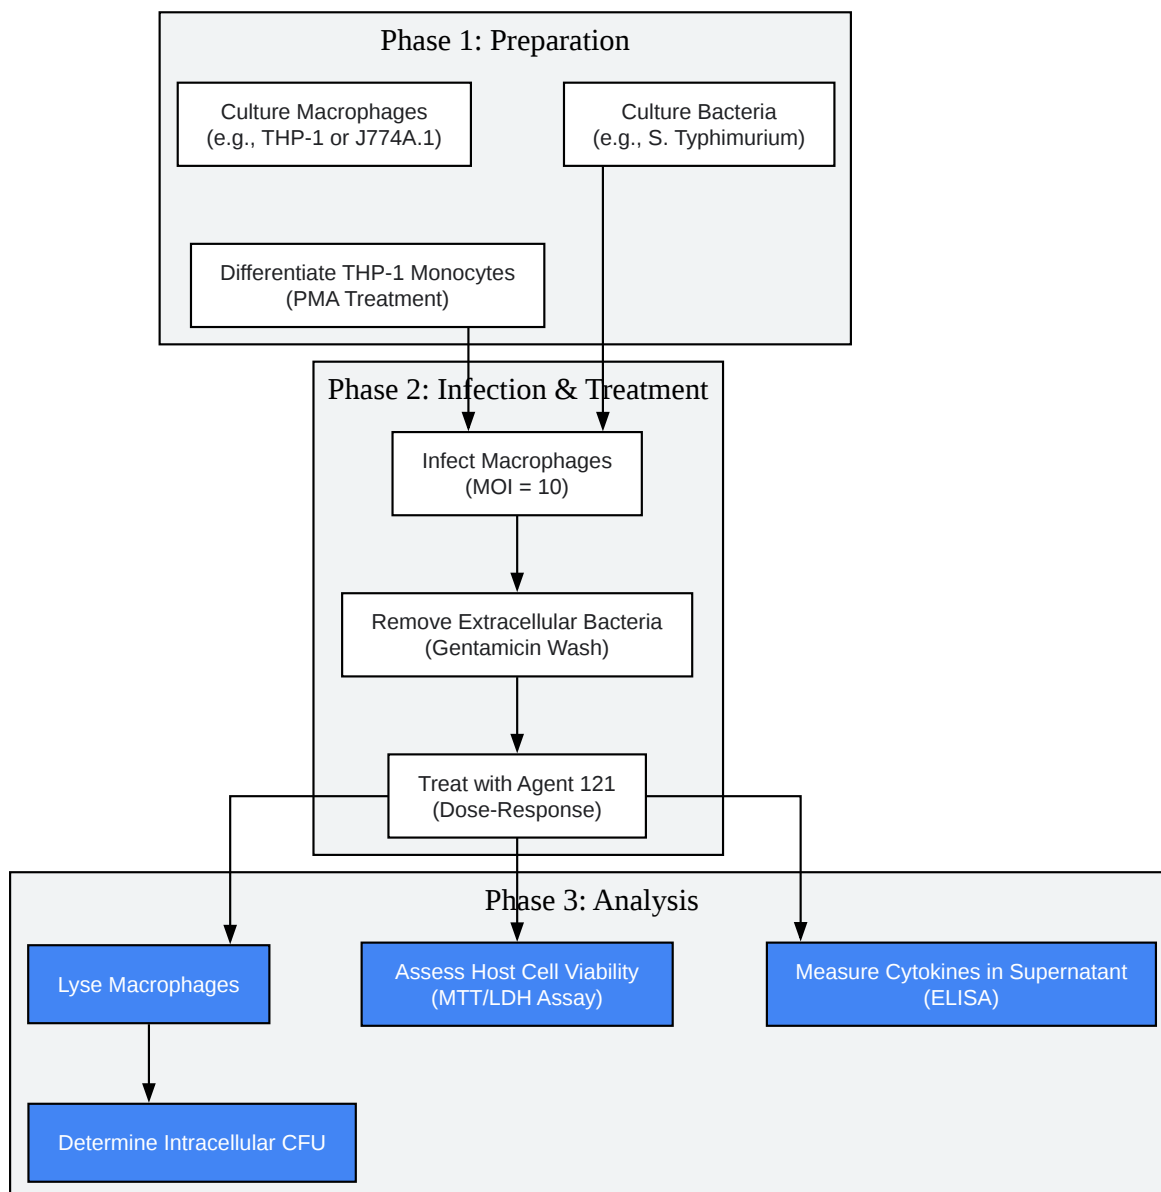 Phase 1: Preparation
Culture Macrophages
(e.g., THP-1 or J774A.1)
Culture Bacteria
(e.g., S. Typhimurium)
Differentiate THP-1 Monocytes
(PMA Treatment)
Phase 2: Infection & Treatment
Infect Macrophages
(MOI = 10)
Remove Extracellular Bacteria
(Gentamicin Wash)
Treat with Agent 121
(Dose-Response)
Phase 3: Analysis
Lyse Macrophages
Assess Host Cell Viability
(MTT/LDH Assay)
Measure Cytokines in Supernatant
(ELISA)
Determine Intracellular CFU